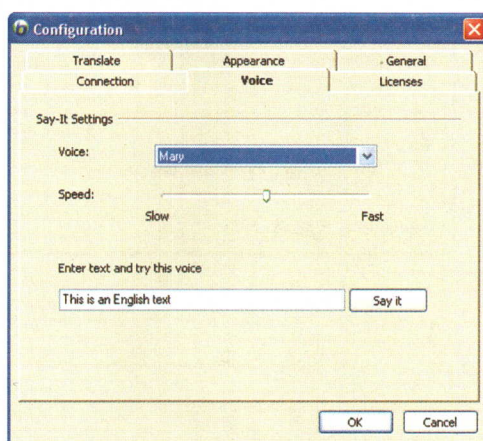 Configuration
Translate Appearance General
Connection Voice Licenses
Say-It Settings
Voice: Mary
Speed:
Slow Fast
Enter text and try this voice
This is an English text Say it
OK Cancel